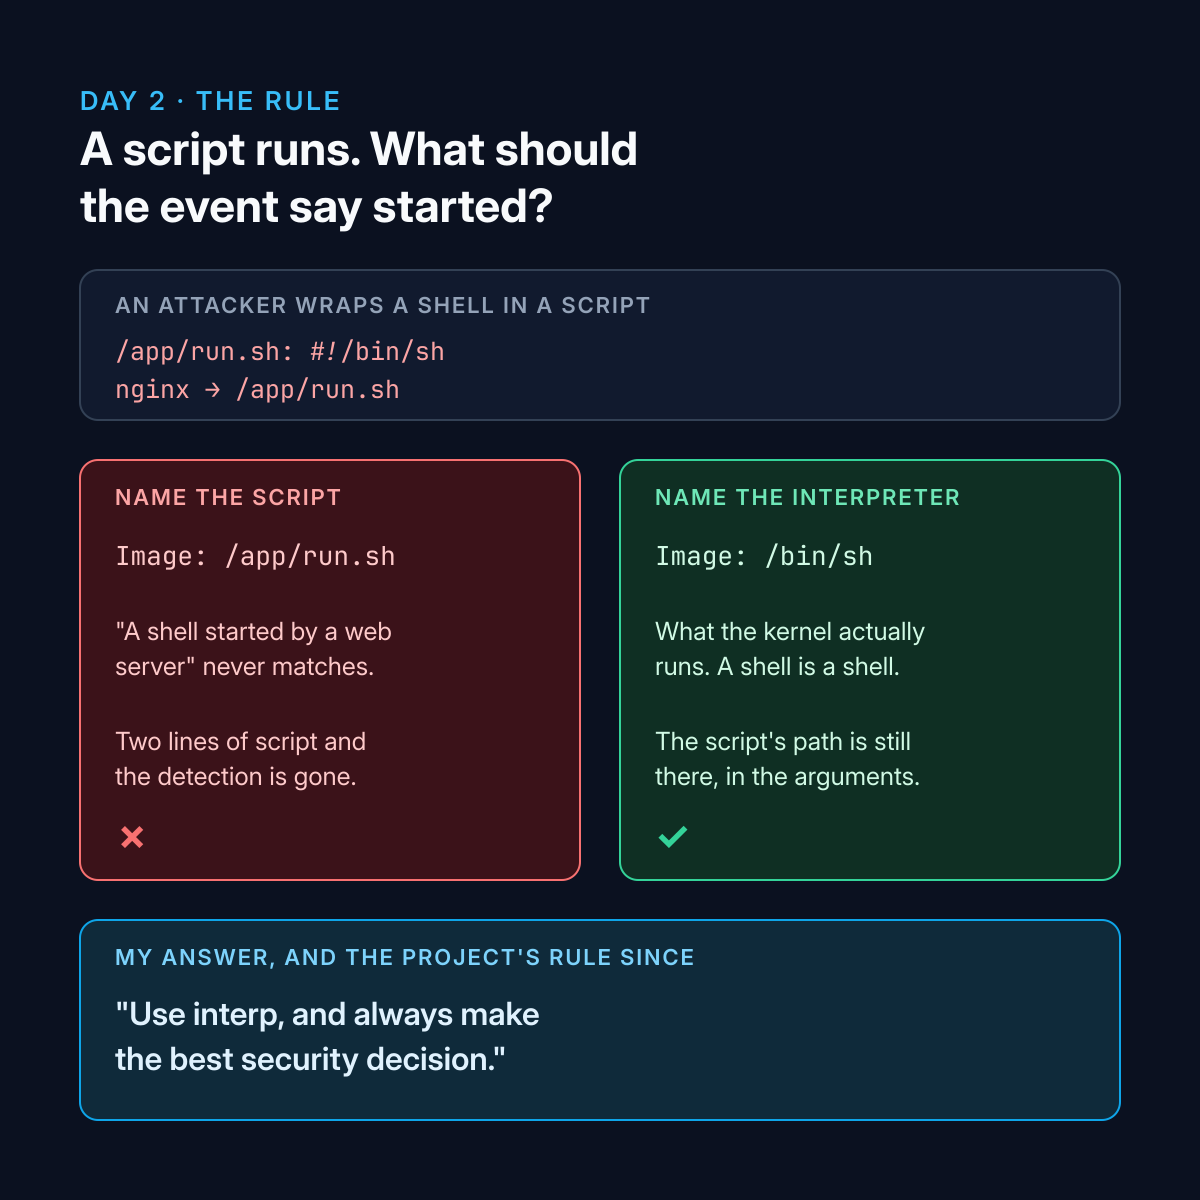 DAY 2 · THE RULE
A script runs. What should
the event say started?
AN ATTACKER WRAPS A SHELL IN A SCRIPT
/app/run.sh: #!/bin/sh
nginx → /app/run.sh
NAME THE SCRIPT
Image: /app/run.sh
"A shell started by a web
server" never matches.
Two lines of script and
the detection is gone.
NAME THE INTERPRETER
Image: /bin/sh
What the kernel actually
runs. A shell is a shell.
The script's path is still
there, in the arguments.
MY ANSWER, AND THE PROJECT'S RULE SINCE
"Use interp, and always make
the best security decision."